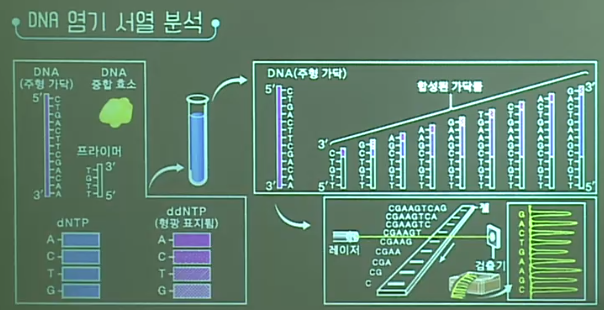 DNA 염기 서열 분석
DNA
(주형 가닥)
DNA
중합 효소
5′
C
T
G
A
C
T
T
C
G
A
C
A
A
3′
프라이머
3′
T
G
T
5′
dNTP
A
C
T
G
ddNTP
(형광 표지됨)
A
C
T
G
DNA(주형 가닥)
합성된 가닥들
5′
C
T
G
A
C
T
T
C
G
A
C
A
A
3′
3′
5′
3′
5′
CGAAGTCAG
CGAAGTCA
CGAAGTC
CGAAGT
CGAAG
CGAA
CGA
CG
C
젤
레이저
검출기
G
A
C
T
G
A
A
G
C